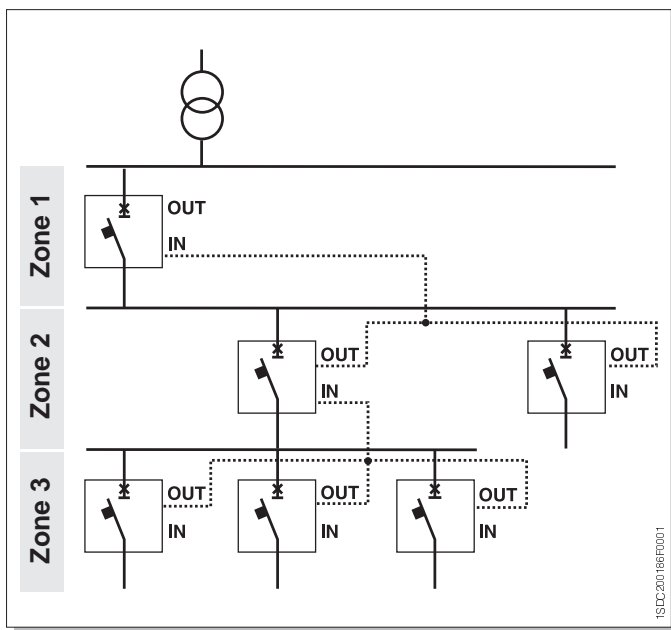 Zone 1
OUT
IN
Zone 2
OUT
IN
OUT
IN
Zone 3
OUT
IN
OUT
IN
OUT
IN
1SDC200186F0001